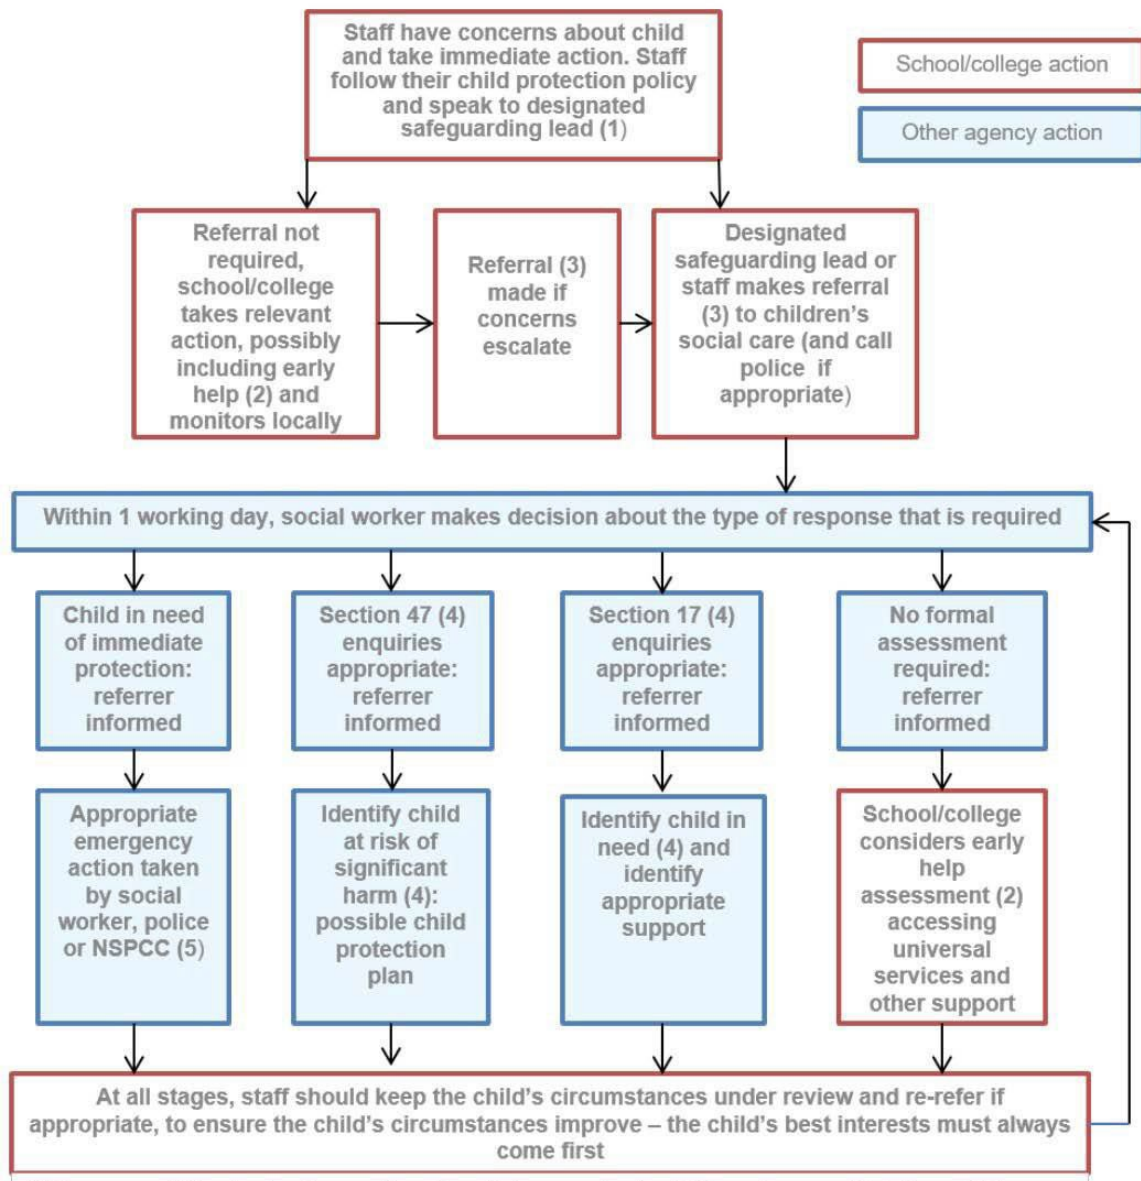 Staff have concerns about child
and take immediate action. Staff
follow their child protection policy
and speak to designated
safeguarding lead (1)
School/college action
Other agency action
Referral not
required,
school/college
takes relevant
action, possibly
including early
help (2) and
monitors locally
Referral (3)
made if
concerns
escalate
Designated
safeguarding lead or
staff makes referral
(3) to children's
social care (and call
police if
appropriate)
Within 1 working day, social worker makes decision about the type of response that is required
Child in need
of immediate
protection:
referrer
informed
Section 47 (4)
enquiries
appropriate:
referrer
informed
Section 17 (4)
enquiries
appropriate:
referrer
informed
No formal
assessment
required:
referrer
informed
Appropriate
emergency
action taken
by social
worker, police
or NSPCC (5)
Identify child
at risk of
significant
harm (4):
possible child
protection
plan
Identify child in
need (4) and
identify
appropriate
support
School/college
considers early
help
assessment (2)
accessing
universal
services and
other support
At all stages, staff should keep the child's circumstances under review and re-refer if
appropriate, to ensure the child's circumstances improve – the child's best interests must always
come first